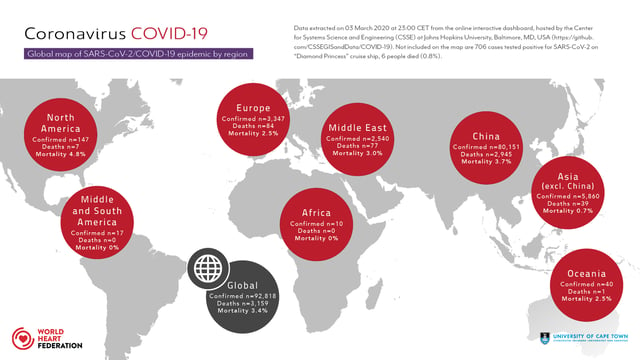 Coronavirus COVID-19
Global map of SARS-CoV-2/COVID-19 epidemic by region
Data extracted on 03 March 2020 at 23:00 CET from the online interactive dashboard, hosted by the Center
for Systems Science and Engineering (CSSE) at Johns Hopkins University, Baltimore, MD, USA (https://github.
com/CSSEGISandData/COVID-19). Not included on the map are 706 cases tested positive for SARS-CoV-2 on
"Diamond Princess" cruise ship, 6 people died (0.8%).
North
America
Confirmed n=147
Deaths n=7
Mortality 4.8%
Europe
Confirmed n=3,347
Deaths n=84
Mortality 2.5%
Middle East
Confirmed n=2,540
Deaths n=77
Mortality 3.0%
China
Confirmed n=80,151
Deaths n=2,945
Mortality 3.7%
Asia
(excl. China)
Confirmed n=5,860
Deaths n=39
Mortality 0.7%
Middle
and South
America
Confirmed n=17
Deaths n=0
Mortality 0%
Africa
Confirmed n=10
Deaths n=0
Mortality 0%
Global
Confirmed n=92,818
Deaths n=3,159
Mortality 3.4%
Oceania
Confirmed n=40
Deaths n=1
Mortality 2.5%
WORLD
HEART
FEDERATION
UNIVERSITY OF CAPE TOWN